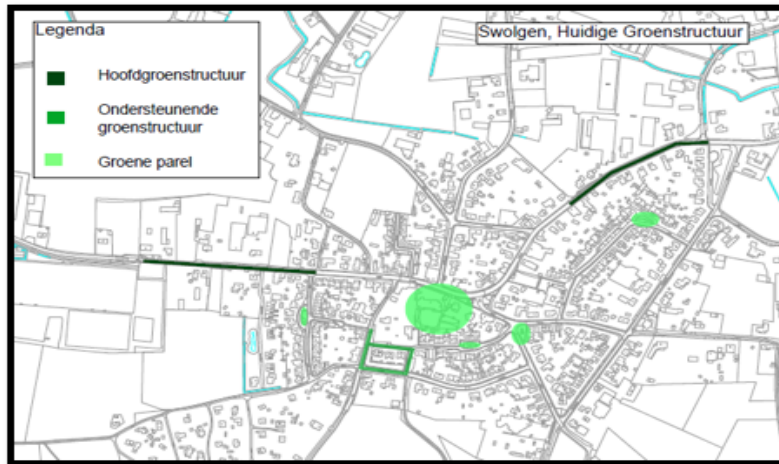 Legenda
Hoofdgroenstructuur
Ondersteunende
groenstructuur
Groene parel
Swolgen, Huidige Groenstructuur